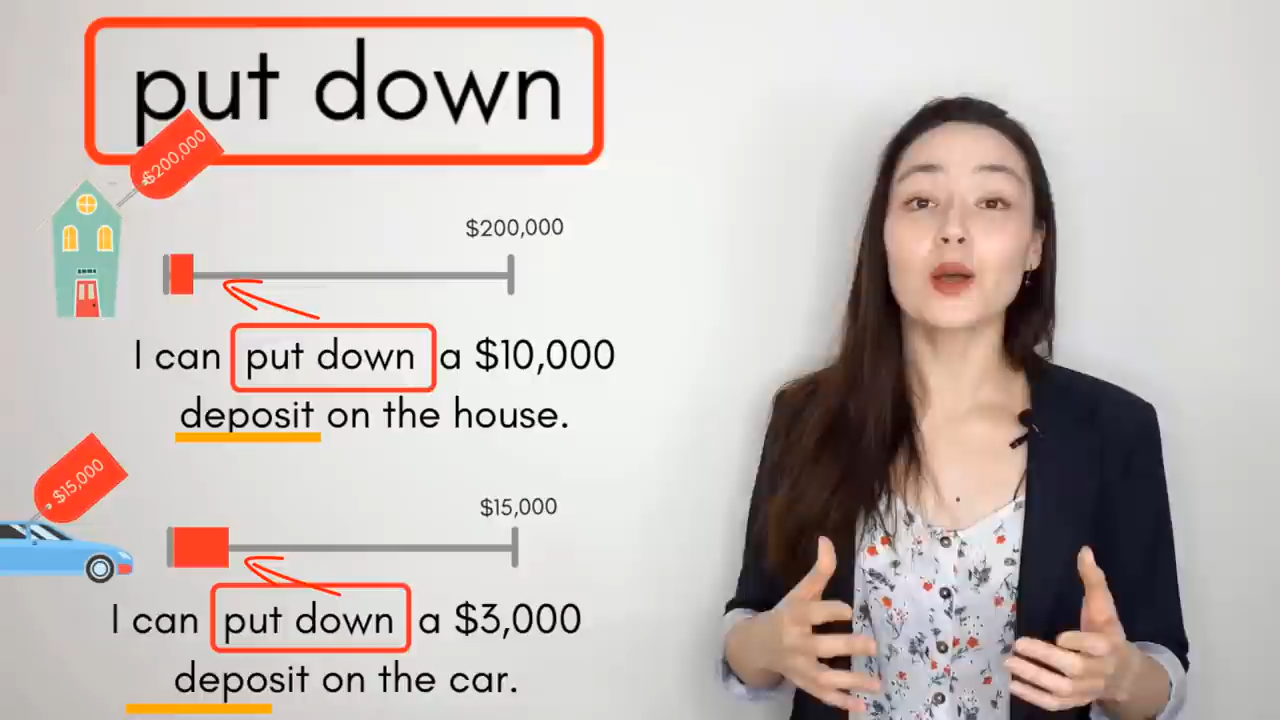 put down
$200,000
$200,000
I can put down a $10,000
deposit on the house.
$15,000
$15,000
I can put down a $3,000
deposit on the car.